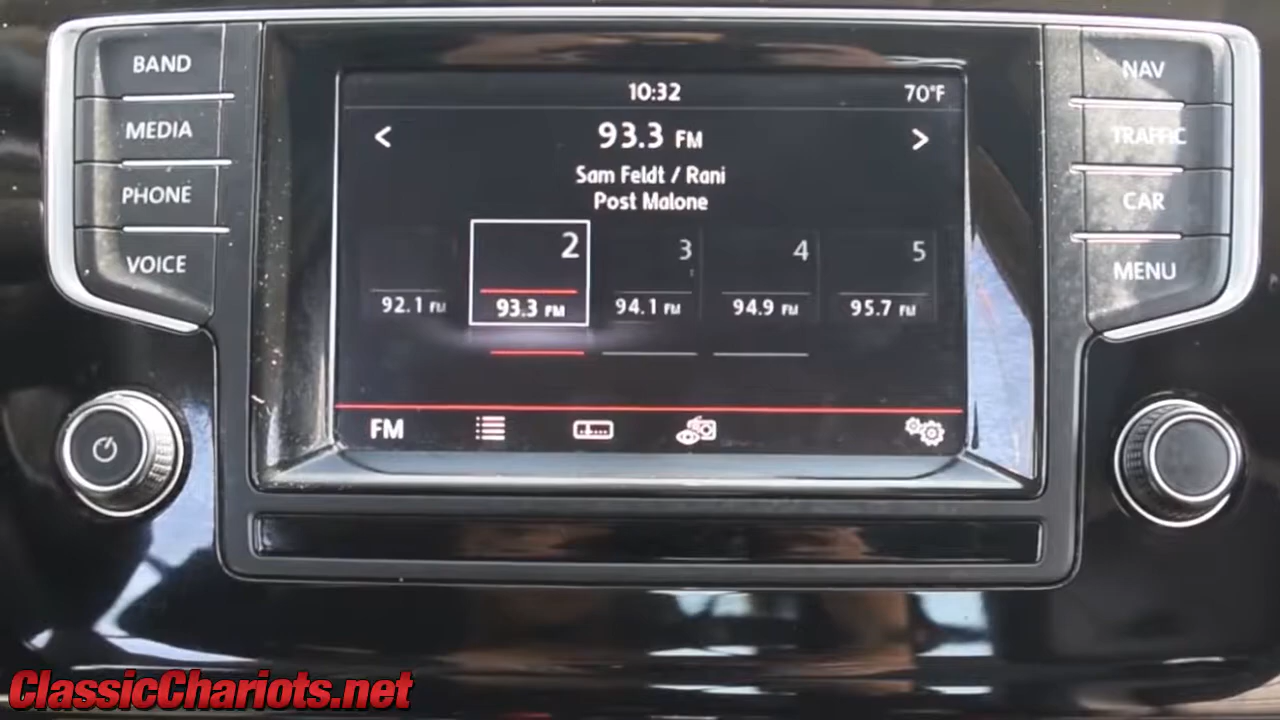 BAND
MEDIA
PHONE
VOICE
10:32 70°F
< 93.3 FM >
Sam Feldt / Rani
Post Malone
2 3 4 5
92.1 FM 93.3 FM 94.1 FM 94.9 FM 95.7 FM
FM
NAV
TRAFFIC
CAR
MENU
ClassicChariots.net